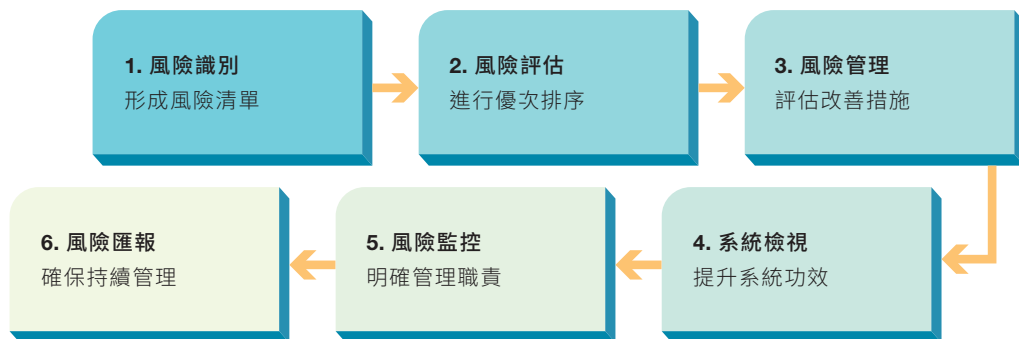 1. 風險識別
形成風險清單
2. 風險評估
進行優次排序
3. 風險管理
評估改善措施
4. 系統檢視
提升系統功效
5. 風險監控
明確管理職責
6. 風險匯報
確保持續管理